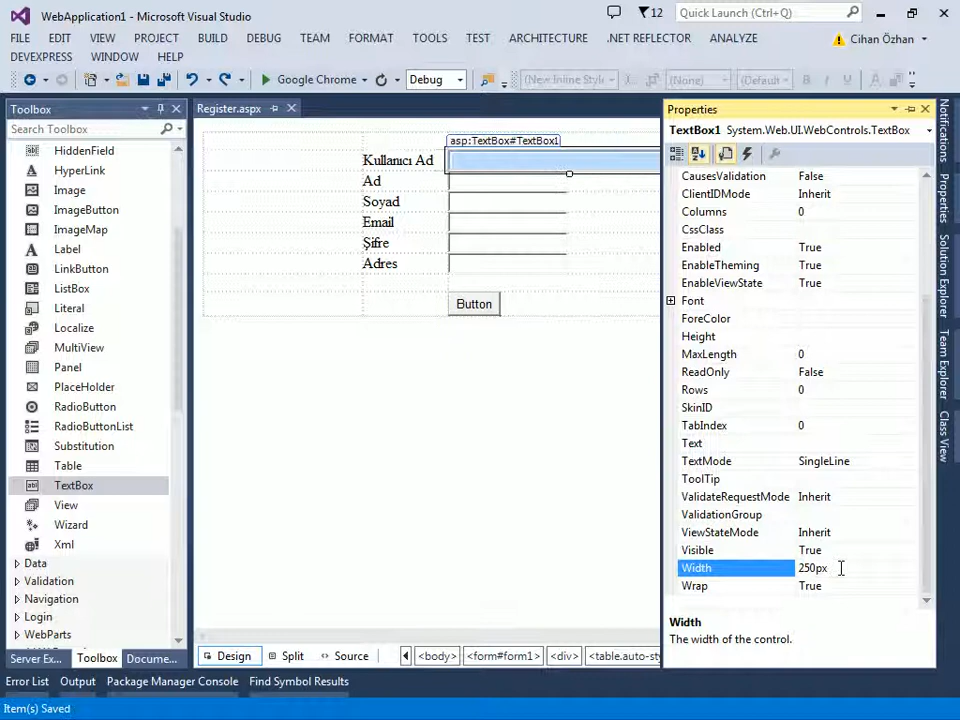 WebApplication1 - Microsoft Visual Studio
12
Quick Launch (Ctrl+Q)
FILE EDIT VIEW PROJECT BUILD DEBUG TEAM FORMAT TOOLS TEST ARCHITECTURE .NET REFLECTOR ANALYZE
Cihan Özhan
DEVEXPRESS WINDOW HELP
Google Chrome Debug (New Inline Style) (None) (Default) B I U A
Toolbox
Search Toolbox
HiddenField
HyperLink
Image
ImageButton
ImageMap
Label
LinkButton
ListBox
Literal
Localize
MultiView
Panel
PlaceHolder
RadioButton
RadioButtonList
Substitution
Table
TextBox
View
Wizard
Xml
Data
Validation
Navigation
Login
WebParts
Server Ex... Toolbox Docume...
Register.aspx
asp:TextBox#TextBox1
Kullanıcı Ad
Ad
Soyad
Email
Şifre
Adres
Button
Design Split Source <body> <form#form1> <div> <table.auto-sty
Properties
TextBox1 System.Web.UI.WebControls.TextBox
CausesValidation False
ClientIDMode Inherit
Columns 0
CssClass
Enabled True
EnableTheming True
EnableViewState True
Font
ForeColor
Height
MaxLength 0
ReadOnly False
Rows 0
SkinID
TabIndex 0
Text
TextMode SingleLine
ToolTip
ValidateRequestMode Inherit
ValidationGroup
ViewStateMode Inherit
Visible True
Width 250px
Wrap True
Width
The width of the control.
Notifications
Properties
Solution Explorer
Team Explorer
Class View
Error List Output Package Manager Console Find Symbol Results
Item(s) Saved